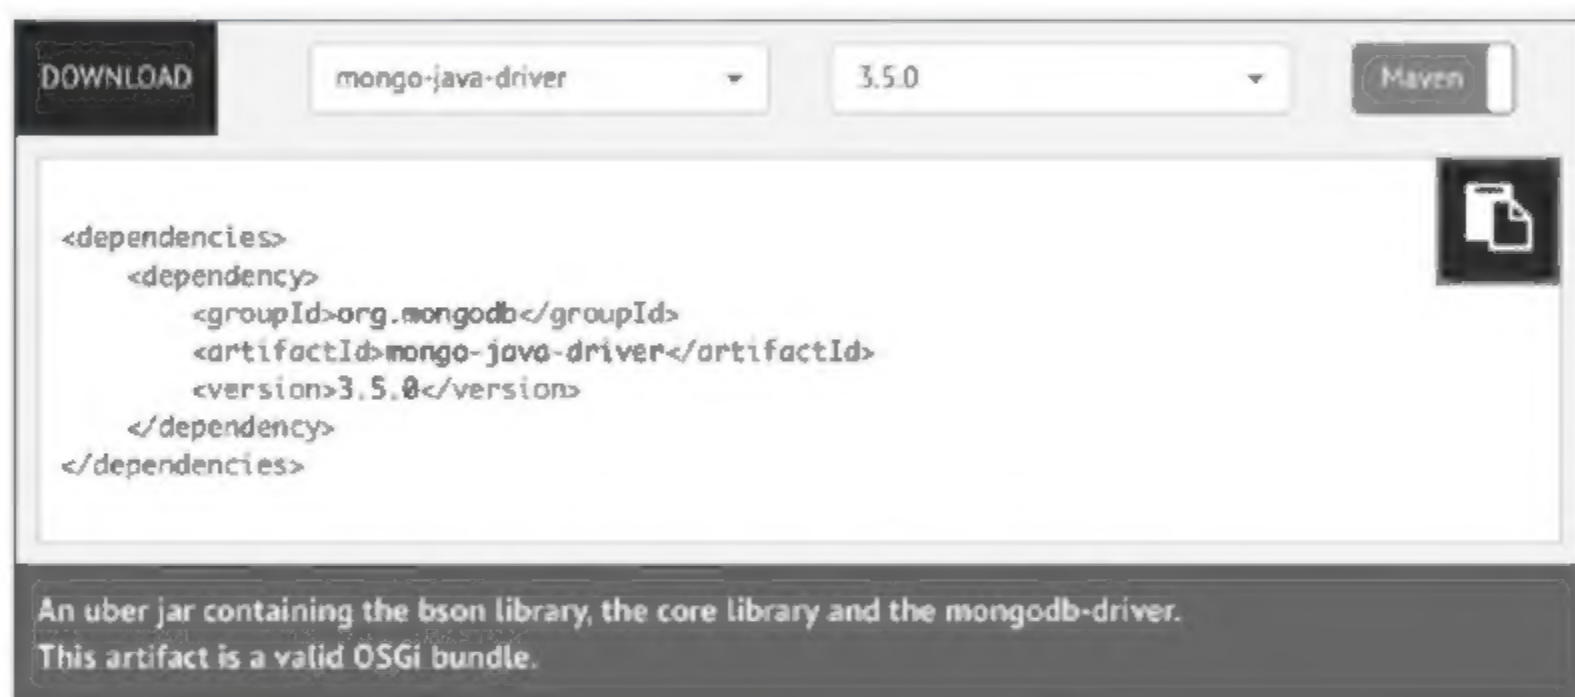 DOWNLOAD mongo-java-driver 3.5.0 Maven
<dependencies>
    <dependency>
        <groupId>org.mongodb</groupId>
        <artifactId>mongo-java-driver</artifactId>
        <version>3.5.0</version>
    </dependency>
</dependencies>
An uber jar containing the bson library, the core library and the mongodb-driver.
This artifact is a valid OSGi bundle.